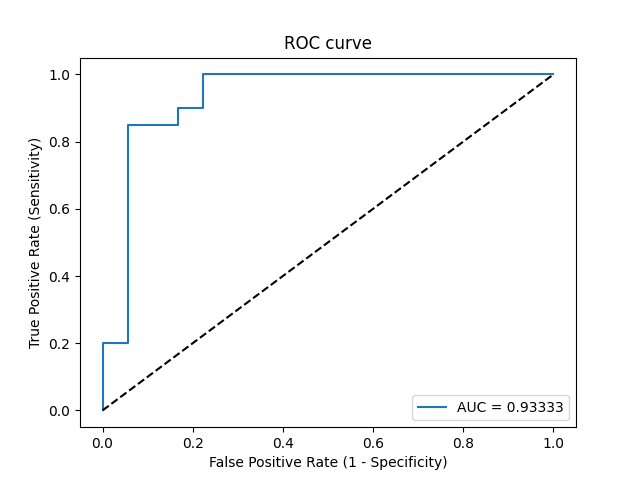 ROC curve
True Positive Rate (Sensitivity)
1.0
0.8
0.6
0.4
0.2
0.0
AUC = 0.93333
0.0 0.2 0.4 0.6 0.8 1.0
False Positive Rate (1 - Specificity)